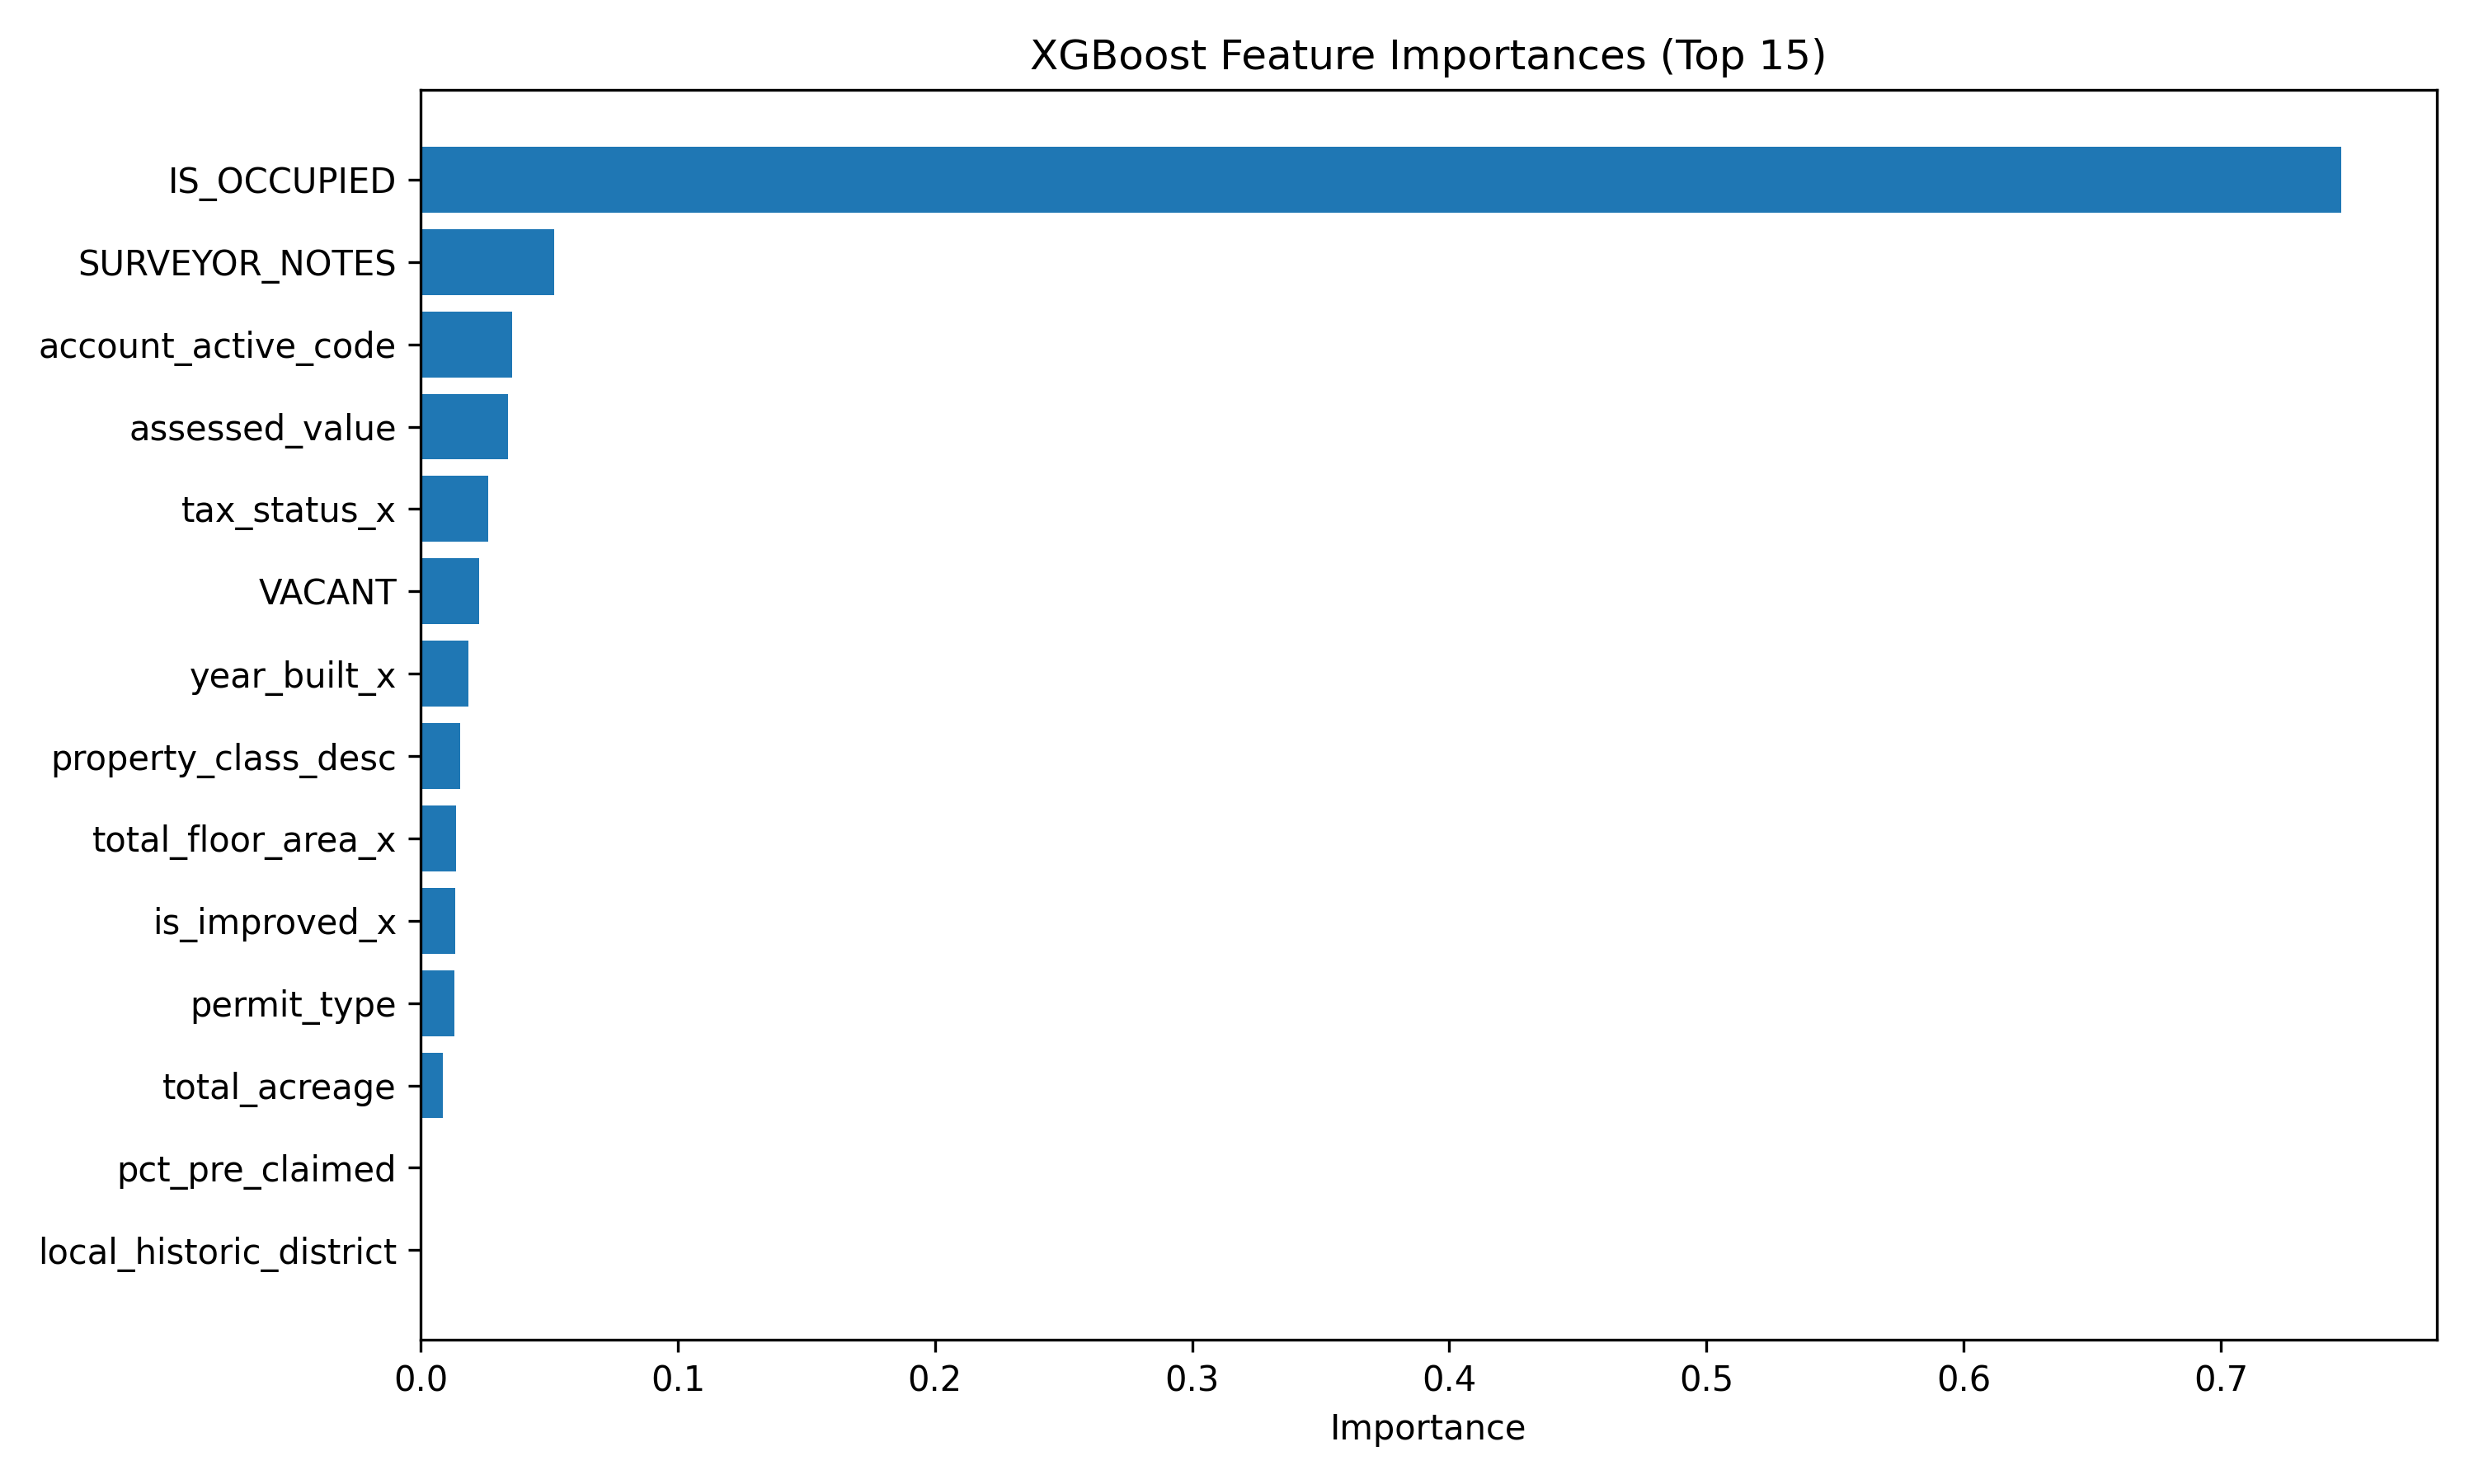 XGBoost Feature Importances (Top 15)
IS_OCCUPIED
SURVEYOR_NOTES
account_active_code
assessed_value
tax_status_x
VACANT
year_built_x
property_class_desc
total_floor_area_x
is_improved_x
permit_type
total_acreage
pct_pre_claimed
local_historic_district
0.0 0.1 0.2 0.3 0.4 0.5 0.6 0.7
Importance